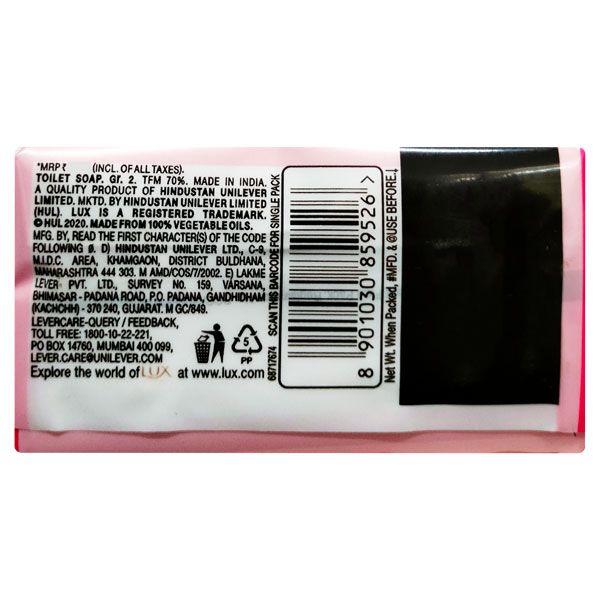 *MRP ₹ (INCL. OF ALL TAXES).
TOILET SOAP. Gr. 2. TFM 70%. MADE IN INDIA.
A QUALITY PRODUCT OF HINDUSTAN UNILEVER
LIMITED. MKTD. BY HINDUSTAN UNILEVER LIMITED
(HUL). LUX IS A REGISTERED TRADEMARK.
© HUL 2020. MADE FROM 100% VEGETABLE OILS.
MFG. BY, READ THE FIRST CHARACTER(S) OF THE CODE
FOLLOWING Ø. D) HINDUSTAN UNILEVER LTD., C-9,
M.I.D.C. AREA, KHAMGAON, DISTRICT BULDHANA,
MAHARASHTRA 444 303. M AMD/COS/7/2002. E) LAKME
LEVER PVT. LTD., SURVEY NO. 159, VARSANA,
BHIMASAR - PADANA ROAD, P.O. PADANA, GANDHIDHAM
(KACHCHH) - 370 240, GUJARAT. M GC/849.
LEVERCARE-QUERY / FEEDBACK,
TOLL FREE: 1800-10-22-221,
PO BOX 14760, MUMBAI 400 099,
LEVER.CARE@UNILEVER.COM
Explore the world of LUX at www.lux.com
5
PP
68717674 SCAN THIS BARCODE FOR SINGLE PACK
8 901030 859526 >
Net Wt. When Packed, #MFD. & @USE BEFORE:↓